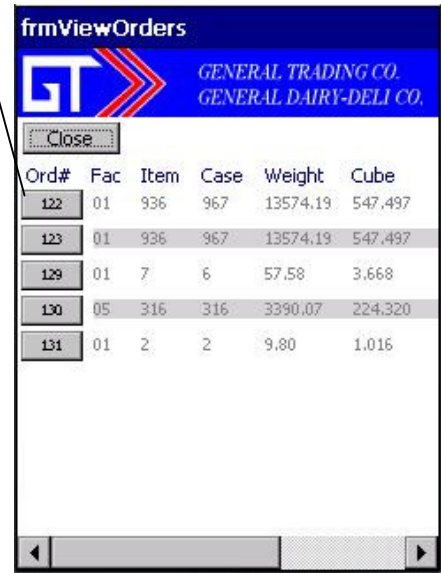 frmViewOrders
GT GENERAL TRADING CO.
GENERAL DAIRY-DELI CO.
Close
Ord# Fac Item Case Weight Cube
122 01 936 967 13574.19 547.497
123 01 936 967 13574.19 547.497
129 01 7 6 57.58 3.668
130 05 316 316 3390.07 224.320
131 01 2 2 9.80 1.016